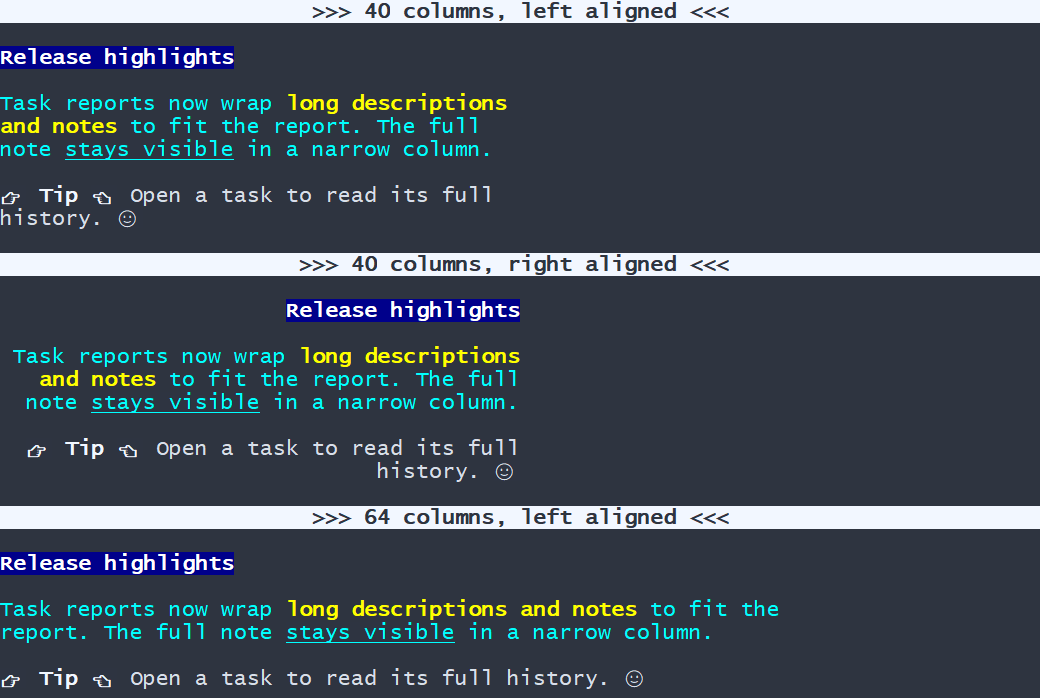 >>> 40 columns, left aligned <<<
Release highlights
Task reports now wrap long descriptions
and notes to fit the report. The full
note stays visible in a narrow column.
☞ Tip ☜ Open a task to read its full
history. ☺
>>> 40 columns, right aligned <<<
Release highlights
Task reports now wrap long descriptions
and notes to fit the report. The full
note stays visible in a narrow column.
☞ Tip ☜ Open a task to read its full
history. ☺
>>> 64 columns, left aligned <<<
Release highlights
Task reports now wrap long descriptions and notes to fit the
report. The full note stays visible in a narrow column.
☞ Tip ☜ Open a task to read its full history. ☺